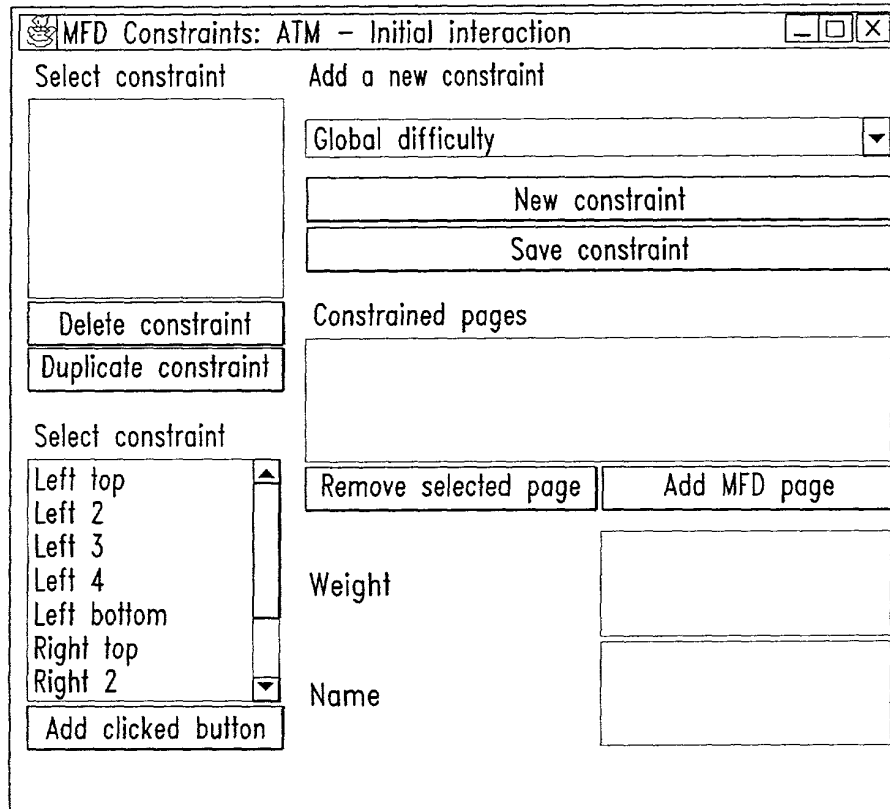 MFD Constraints: ATM – Initial interaction
Select constraint
Delete constraint
Duplicate constraint
Select constraint
Left top
Left 2
Left 3
Left 4
Left bottom
Right top
Right 2
Add clicked button
Add a new constraint
Global difficulty
New constraint
Save constraint
Constrained pages
Remove selected page
Add MFD page
Weight
Name